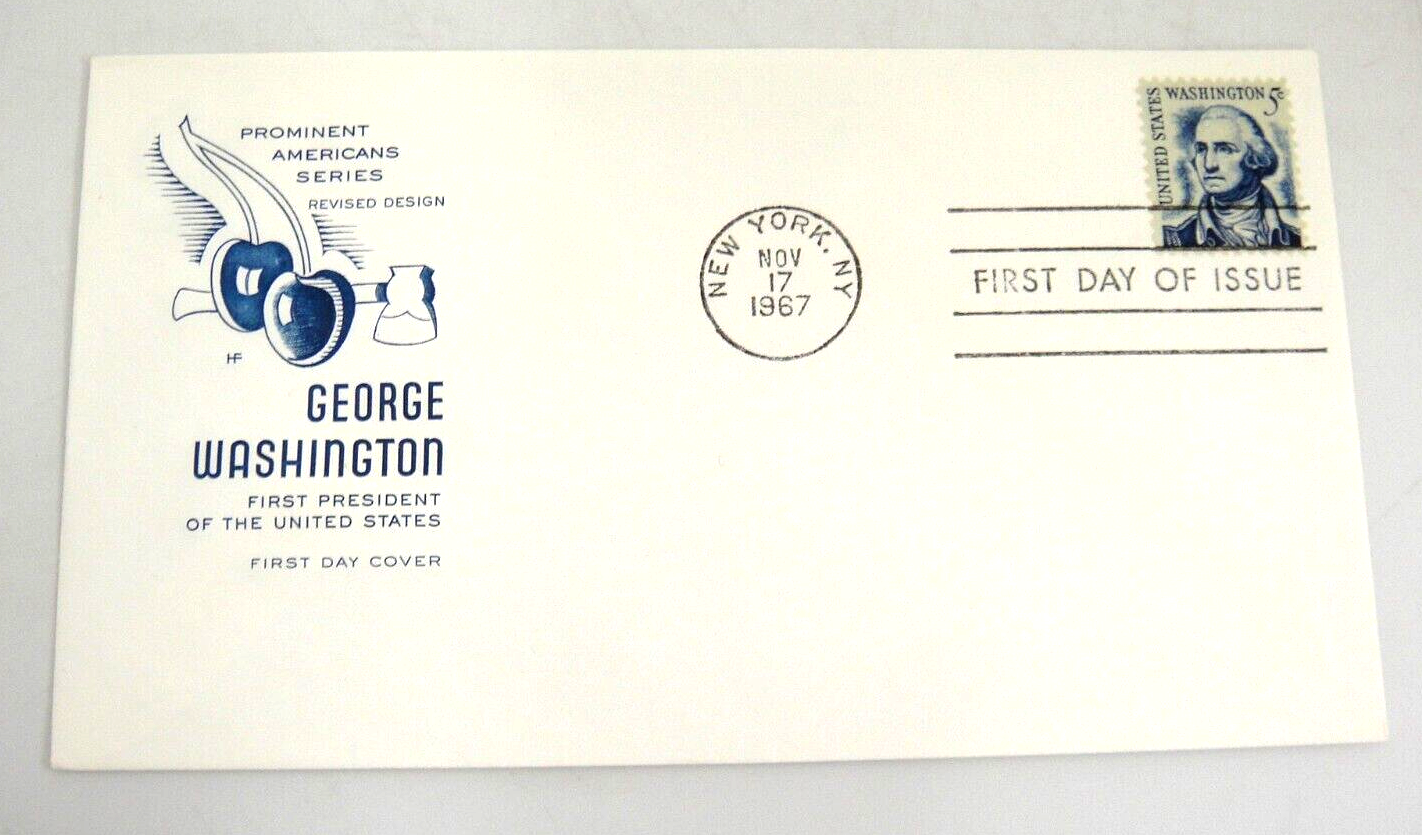 PROMINENT
AMERICANS
SERIES
REVISED DESIGN
HF
GEORGE
WASHINGTON
FIRST PRESIDENT
OF THE UNITED STATES
FIRST DAY COVER
NEW YORK, NY
NOV
17
1967
UNITED STATES
WASHINGTON 5c
FIRST DAY OF ISSUE